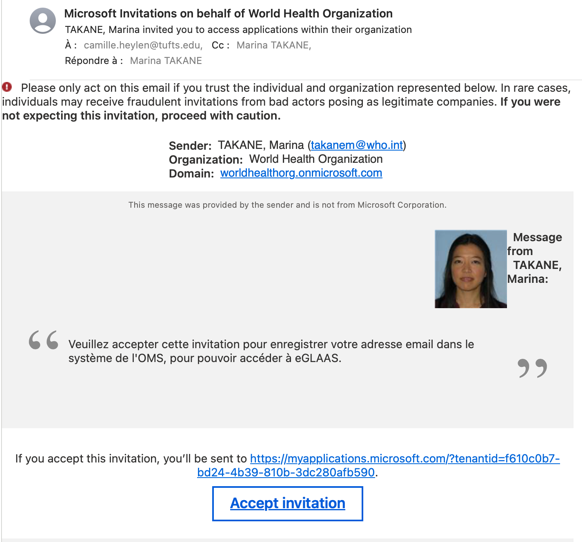 Microsoft Invitations on behalf of World Health Organization
TAKANE, Marina invited you to access applications within their organization
À : camille.heylen@tufts.edu, Cc : Marina TAKANE,
Répondre à : Marina TAKANE
Please only act on this email if you trust the individual and organization represented below. In rare cases,
individuals may receive fraudulent invitations from bad actors posing as legitimate companies. If you were
not expecting this invitation, proceed with caution.
Sender: TAKANE, Marina (takanem@who.int)
Organization: World Health Organization
Domain: worldhealthorg.onmicrosoft.com
This message was provided by the sender and is not from Microsoft Corporation.
Message
from
TAKANE,
Marina:
“ Veuillez accepter cette invitation pour enregistrer votre adresse email dans le
système de l'OMS, pour pouvoir accéder à eGLAAS. ”
If you accept this invitation, you’ll be sent to https://myapplications.microsoft.com/?tenantid=f610c0b7-
bd24-4b39-810b-3dc280afb590.
Accept invitation